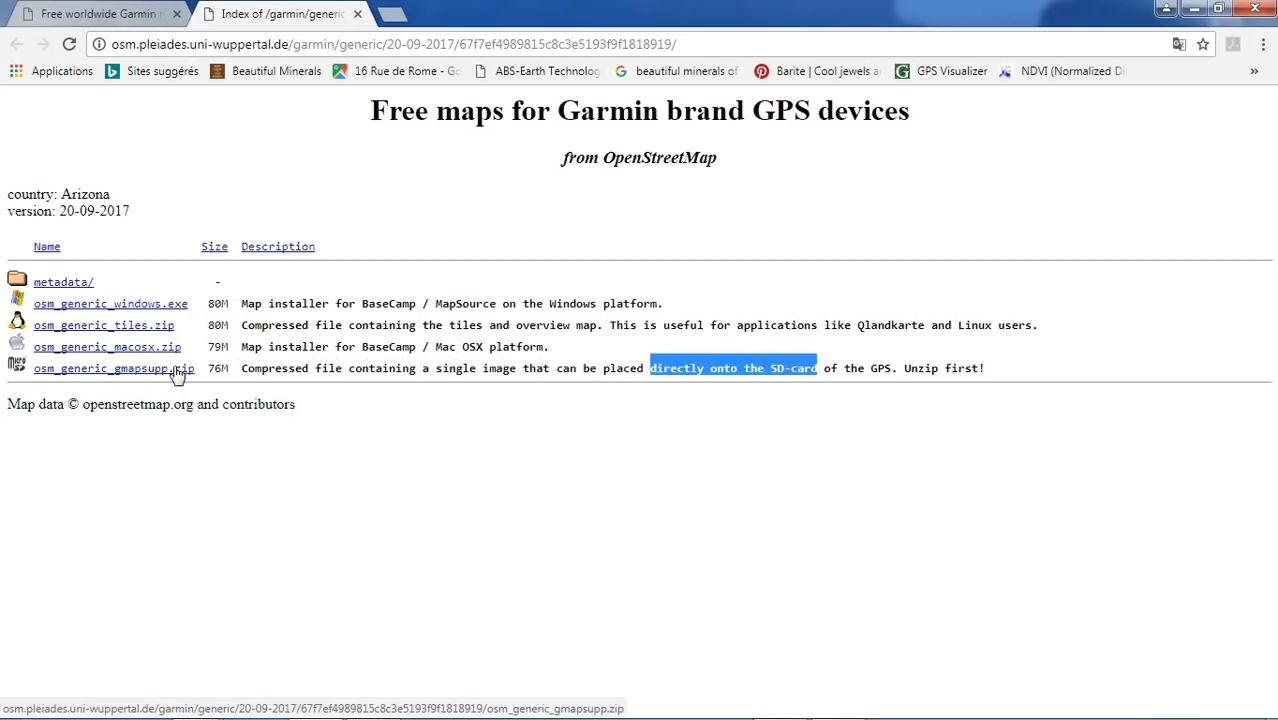 Free worldwide Garmin
Index of /garmin/generic
osm.pleiades.uni-wuppertal.de/garmin/generic/20-09-2017/67f7ef4989815c8c3e5193f9f1818919/
Applications Sites suggérés Beautiful Minerals 16 Rue de Rome - Go ABS-Earth Technolog beautiful minerals of Barite | Cool jewels a GPS Visualizer NDVI (Normalized Di »
Free maps for Garmin brand GPS devices
from OpenStreetMap
country: Arizona
version: 20-09-2017
Name Size Description
metadata/ -
osm_generic_windows.exe 80M Map installer for BaseCamp / MapSource on the Windows platform.
osm_generic_tiles.zip 80M Compressed file containing the tiles and overview map. This is useful for applications like Qlandkarte and Linux users.
osm_generic_macosx.zip 79M Map installer for BaseCamp / Mac OSX platform.
osm_generic_gmapsupp.zip 76M Compressed file containing a single image that can be placed directly onto the SD-card of the GPS. Unzip first!
Map data © openstreetmap.org and contributors
osm.pleiades.uni-wuppertal.de/garmin/generic/20-09-2017/67f7ef4989815c8c3e5193f9f1818919/osm_generic_gmapsupp.zip